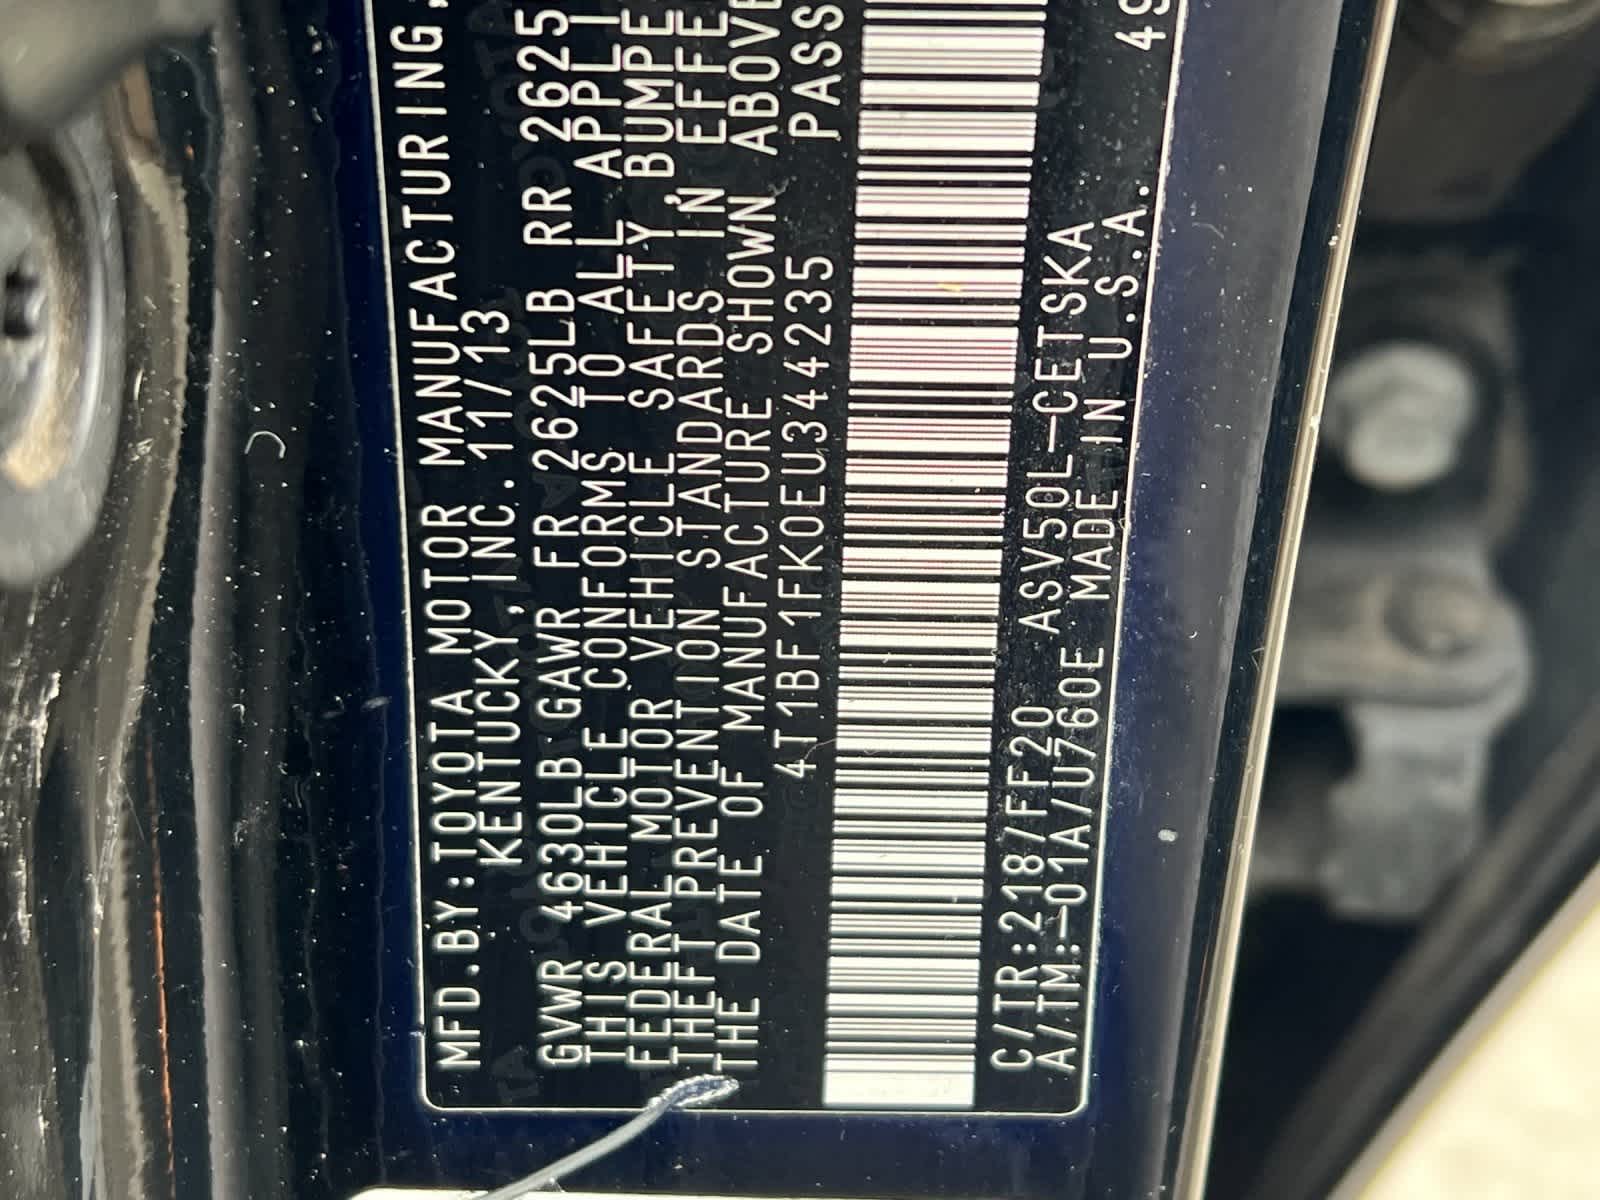 MFD.BY:TOYOTA MOTOR MANUFACTURING,
KENTUCKY, INC. 11/13
GVWR 4630LB GAWR FR 2625LB RR 2625
THIS VEHICLE CONFORMS TO ALL APPLI
FEDERAL MOTOR VEHICLE SAFETY, BUMPE
THEFT PREVENTION STANDARDS IN EFFE
THE DATE OF MANUFACTURE SHOWN ABOVE
4T1BF1FK0EU344235 PASS
C/TR:218/FF20 ASV50L-CETSKA
A/TM:-01A/U760E MADE IN U.S.A. 49